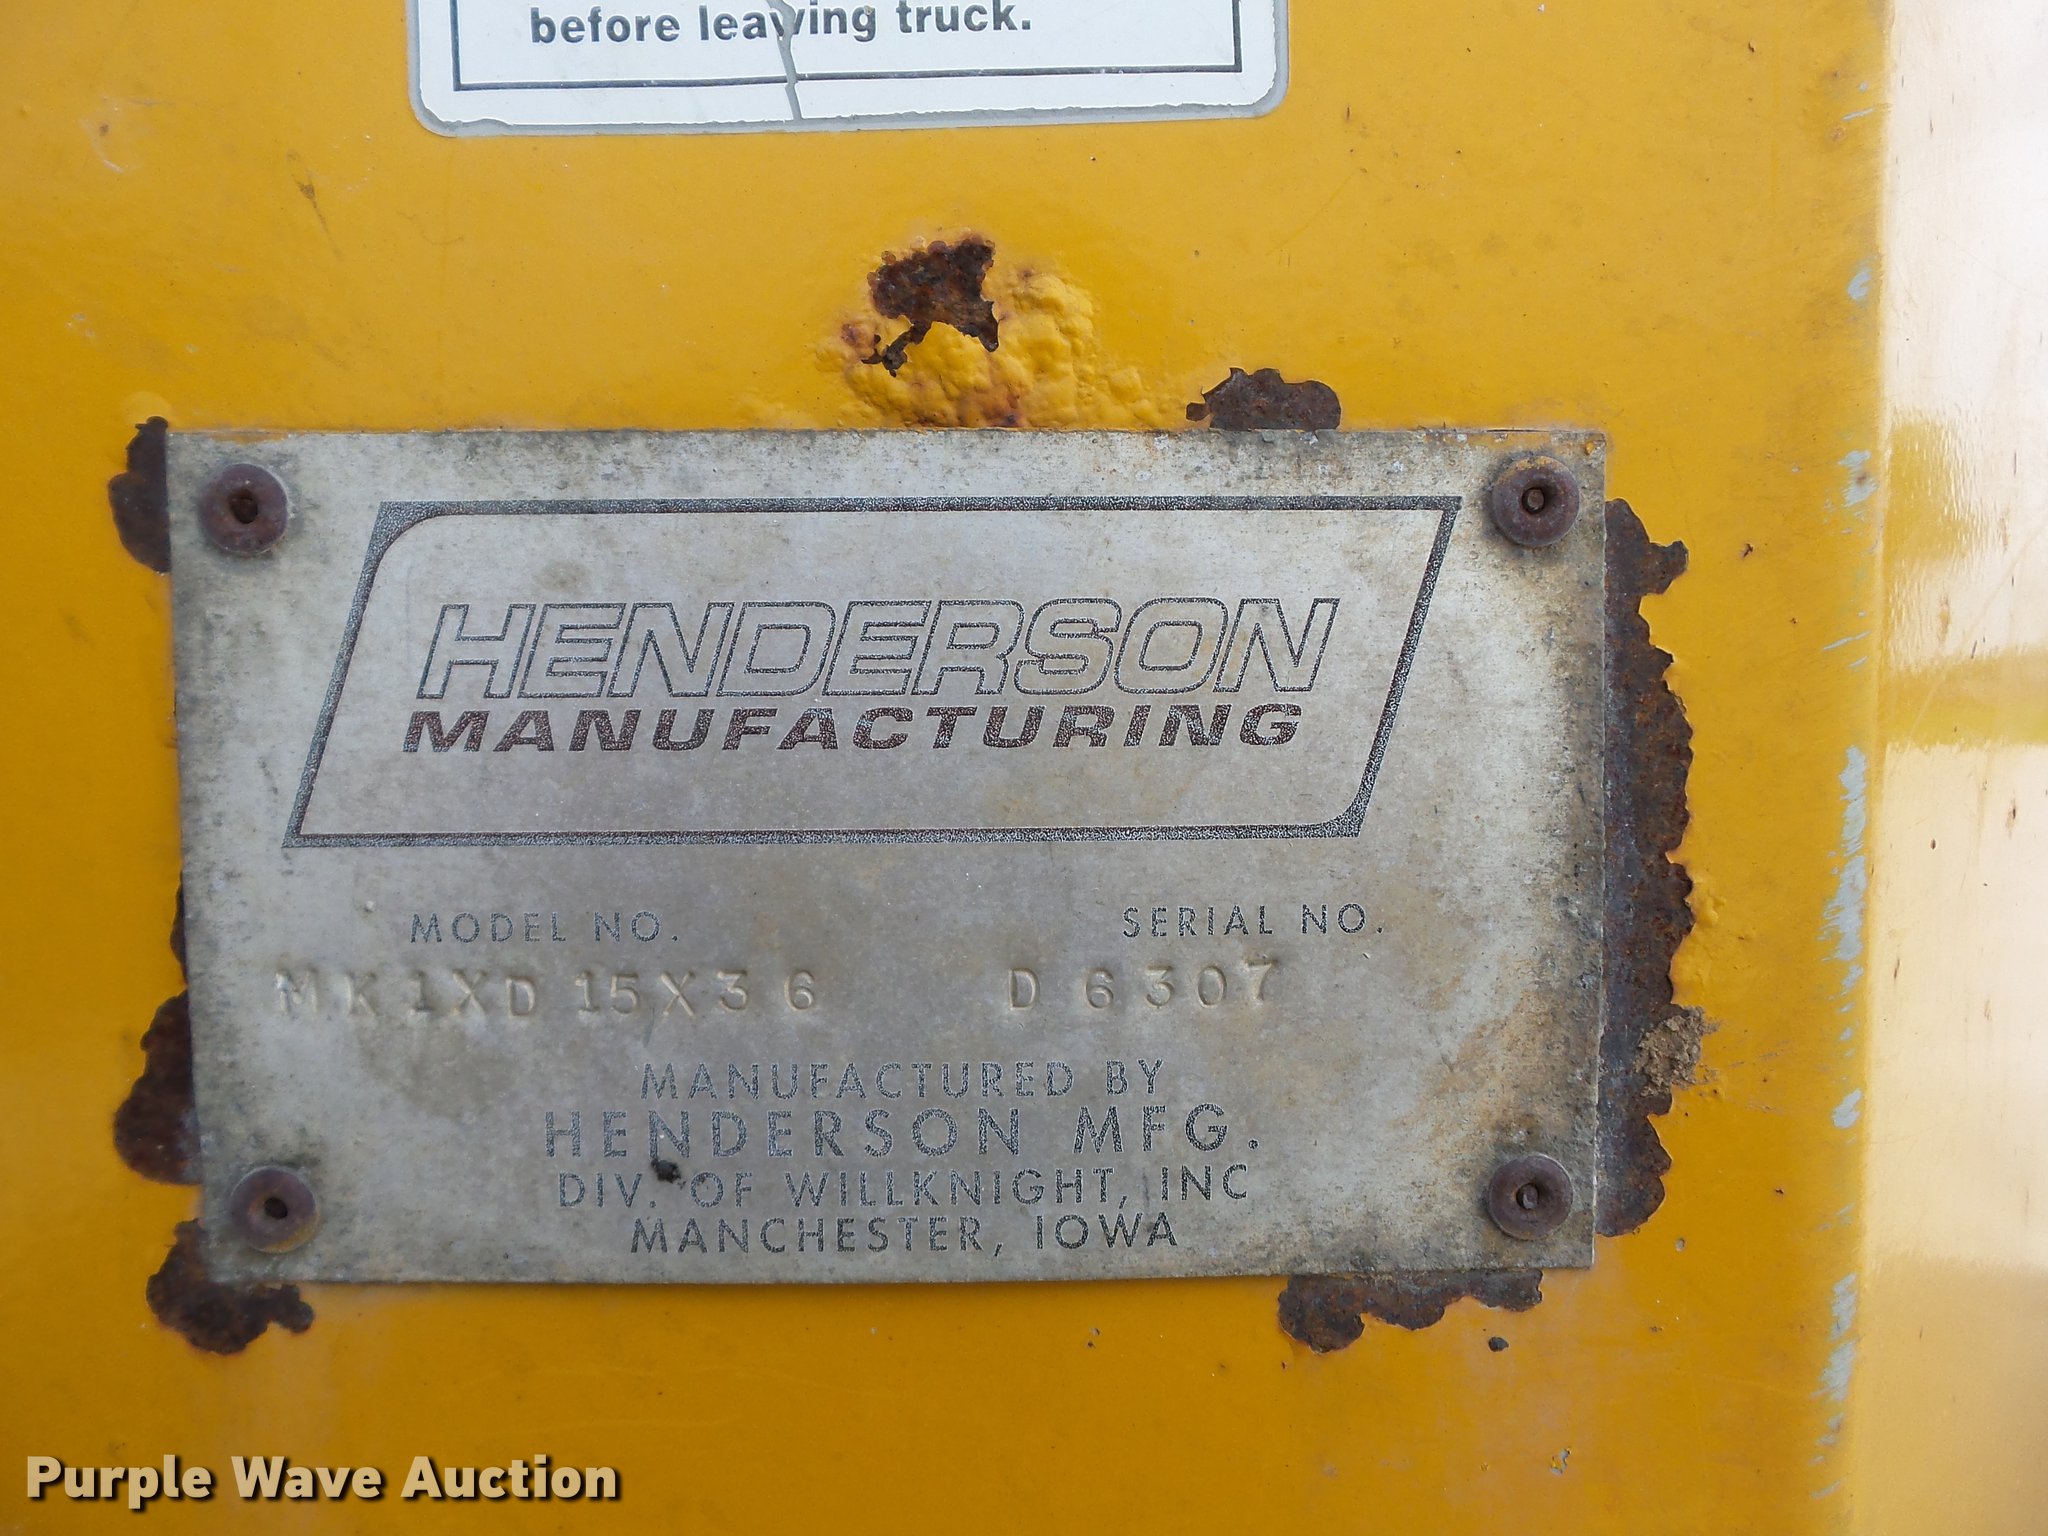 before leaving truck.
HENDERSON
MANUFACTURING
MODEL NO. SERIAL NO.
MK1XD 15X36 D 6307
MANUFACTURED BY
HENDERSON MFG.
DIV. OF WILLKNIGHT, INC
MANCHESTER, IOWA
Purple Wave Auction